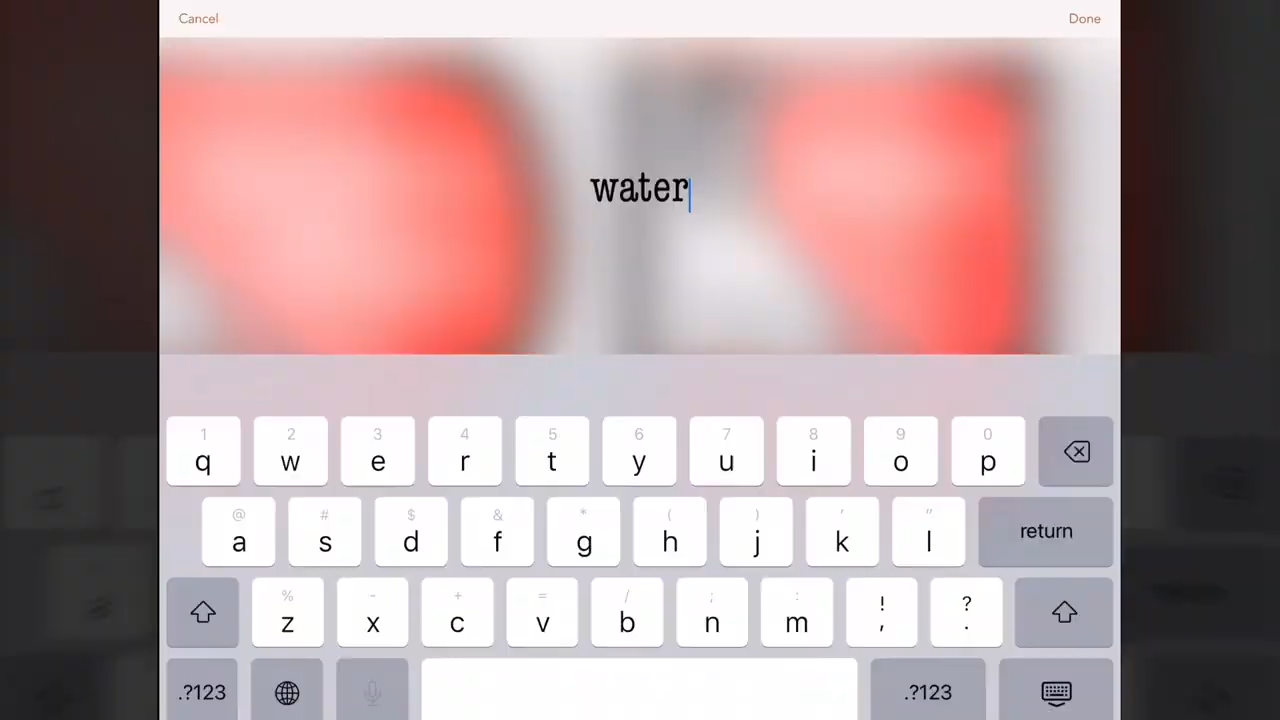 Cancel Done
water
1 2 3 4 5 6 7 8 9 0
q w e r t y u i o p
@ # $ & * ( ) ' "
a s d f g h j k l return
% - + = / ; : ! ?
z x c v b n m , .
.?123 .?123